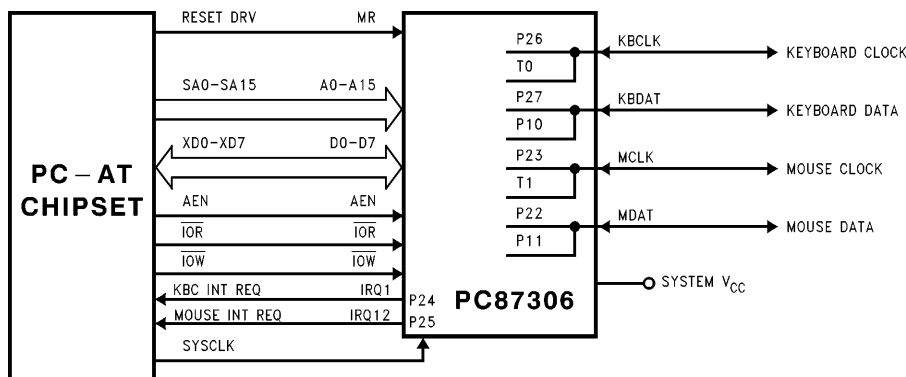 RESET DRV MR
P26 KBCLK KEYBOARD CLOCK
T0
SA0-SA15 A0-A15
P27 KBDAT KEYBOARD DATA
P10
XD0-XD7 D0-D7
P23 MCLK MOUSE CLOCK
T1
PC-AT
CHIPSET
AEN AEN
P22 MDAT MOUSE DATA
P11
IOR IOR
IOW IOW
KBC INT REQ IRQ1 P24
PC87306
SYSTEM VCC
MOUSE INT REQ IRQ12 P25
SYSCLK